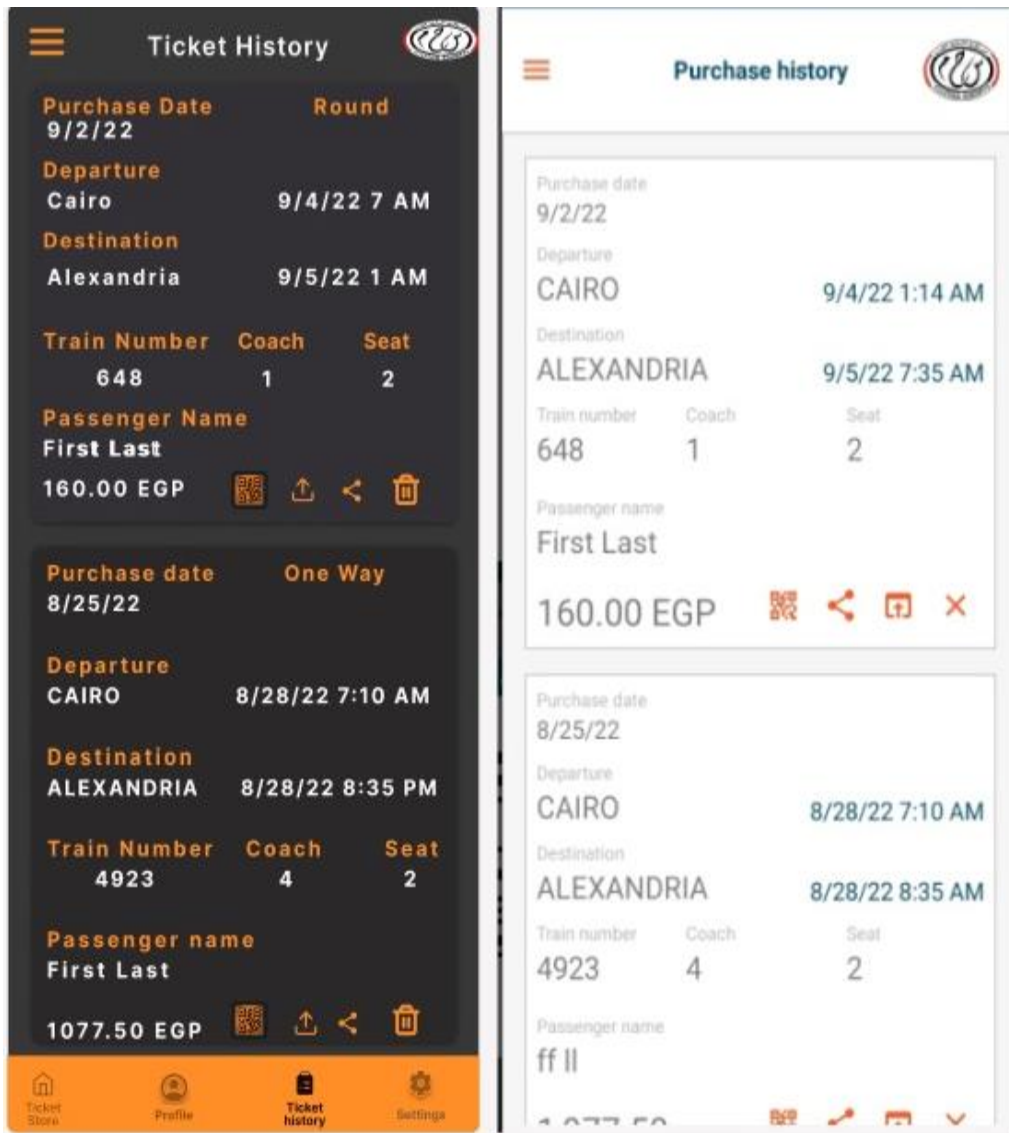 Ticket History
Purchase Date Round
9/2/22
Departure
Cairo 9/4/22 7 AM
Destination
Alexandria 9/5/22 1 AM
Train Number Coach Seat
648 1 2
Passenger Name
First Last
160.00 EGP
Purchase date One Way
8/25/22
Departure
CAIRO 8/28/22 7:10 AM
Destination
ALEXANDRIA 8/28/22 8:35 PM
Train Number Coach Seat
4923 4 2
Passenger name
First Last
1077.50 EGP
Ticket Store Profile Ticket history Settings
Purchase history
Purchase date
9/2/22
Departure
CAIRO 9/4/22 1:14 AM
Destination
ALEXANDRIA 9/5/22 7:35 AM
Train number Coach Seat
648 1 2
Passenger name
First Last
160.00 EGP
Purchase date
8/25/22
Departure
CAIRO 8/28/22 7:10 AM
Destination
ALEXANDRIA 8/28/22 8:35 AM
Train number Coach Seat
4923 4 2
Passenger name
ff ll